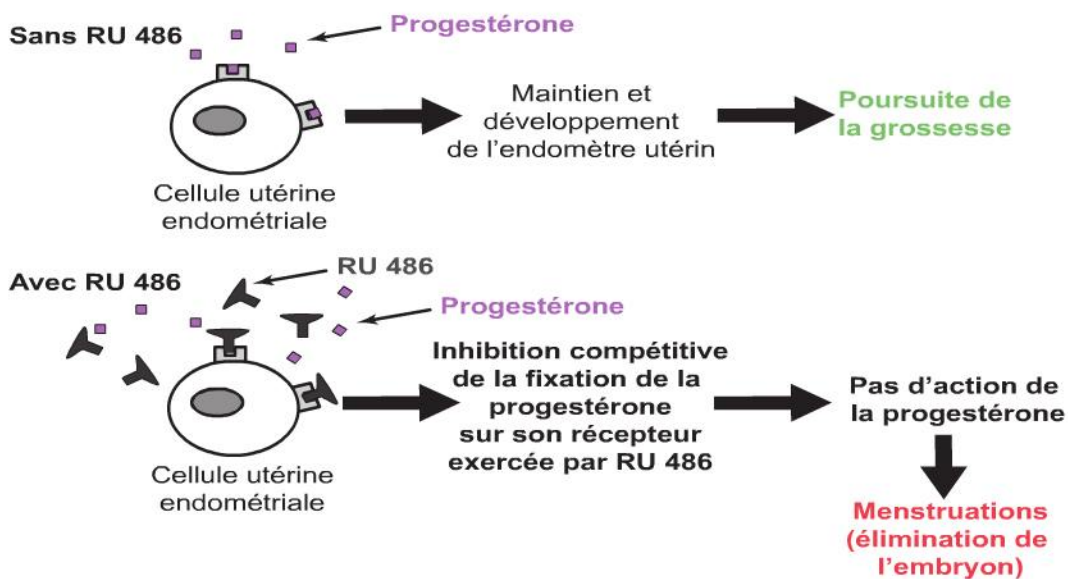 Sans RU 486
Progestérone
Maintien et
développement
de l'endomètre utérin
Poursuite de
la grossesse
Cellule utérine
endométriale
Avec RU 486
RU 486
Progestérone
Inhibition compétitive
de la fixation de la
progestérone
sur son récepteur
exercée par RU 486
Pas d'action de
la progestérone
Cellule utérine
endométriale
Menstruations
(élimination de
l'embryon)